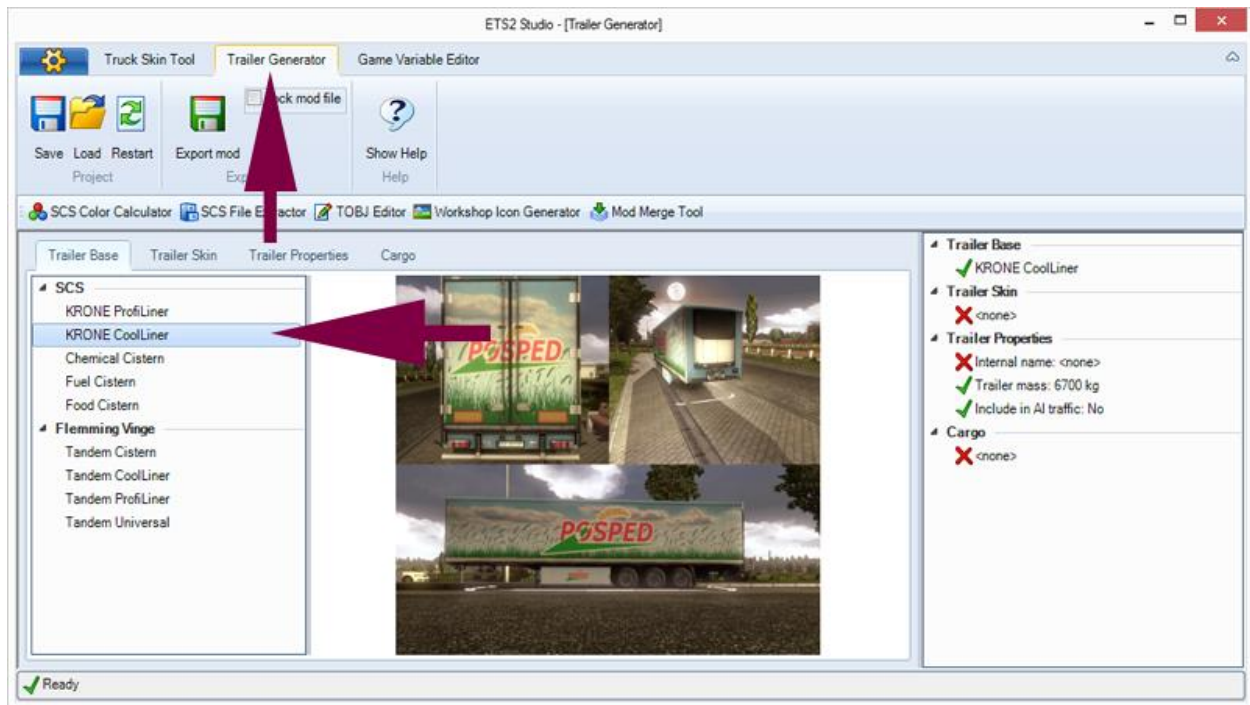 ETS2 Studio - [Trailer Generator]
Truck Skin Tool Trailer Generator Game Variable Editor
mod file
Save Load Restart Export mod Show Help
Project Help
SCS Color Calculator SCS File TOBJ Editor Workshop Icon Generator Mod Merge Tool
Trailer Base Trailer Skin Trailer Properties Cargo
SCS
KRONE ProfiLiner
KRONE CoolLiner
Chemical Cistern
Fuel Cistern
Food Cistern
Flemming Vinge
Tandem Cistern
Tandem CoolLiner
Tandem ProfiLiner
Tandem Universal
POSPED
POSPED
Trailer Base
KRONE CoolLiner
Trailer Skin
<none>
Trailer Properties
Internal name: <none>
Trailer mass: 6700 kg
Include in AI traffic: No
Cargo
<none>
Ready